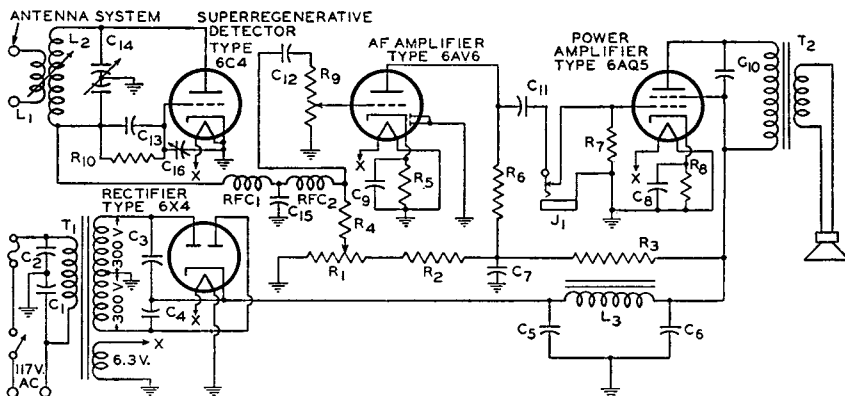 ANTENNA SYSTEM
SUPERREGENERATIVE
DETECTOR
TYPE
6C4
AF AMPLIFIER
TYPE 6AV6
POWER
AMPLIFIER
TYPE 6AQ5
T2
L2
C14
L1
C12
R9
C11
C10
C13
R10
C16
X
X
R7
X
R6
C9
R5
C8
R8
J1
RFC1
RFC2
C15
R4
RECTIFIER
TYPE 6X4
T1
300 V
300 V
C3
C2
C1
C4
X
R1
R2
C7
R3
L3
C5
C6
X
6.3 V.
117V.
AC